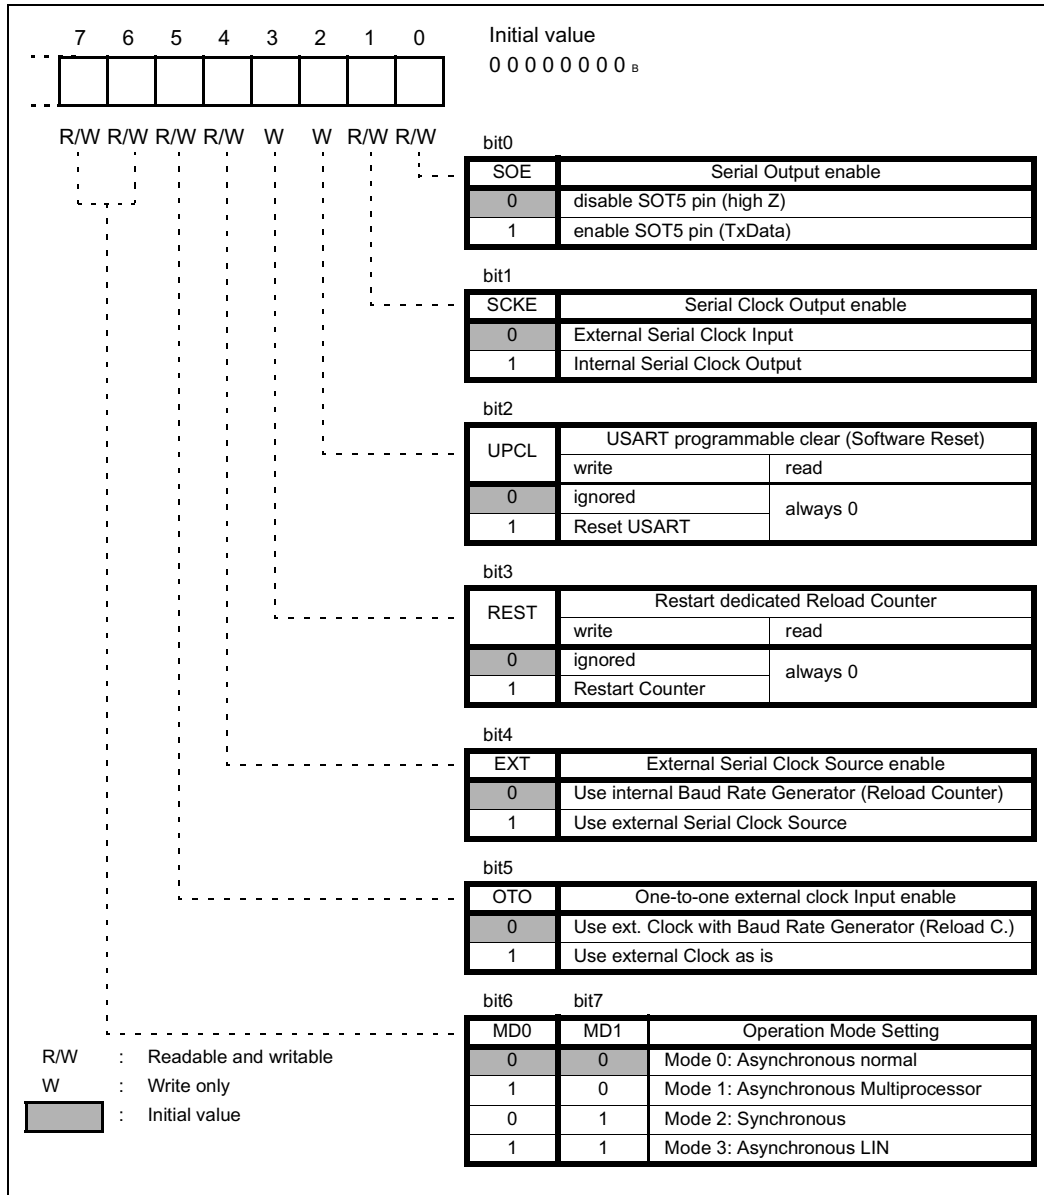 7 6 5 4 3 2 1 0 Initial value
0 0 0 0 0 0 0 0 B
R/W R/W R/W R/W W W R/W R/W
bit0
SOE Serial Output enable
0 disable SOT5 pin (high Z)
1 enable SOT5 pin (TxData)
bit1
SCKE Serial Clock Output enable
0 External Serial Clock Input
1 Internal Serial Clock Output
bit2
UPCL USART programmable clear (Software Reset)
write read
0 ignored always 0
1 Reset USART
bit3
REST Restart dedicated Reload Counter
write read
0 ignored always 0
1 Restart Counter
bit4
EXT External Serial Clock Source enable
0 Use internal Baud Rate Generator (Reload Counter)
1 Use external Serial Clock Source
bit5
OTO One-to-one external clock Input enable
0 Use ext. Clock with Baud Rate Generator (Reload C.)
1 Use external Clock as is
bit6 bit7
MD0 MD1 Operation Mode Setting
0 0 Mode 0: Asynchronous normal
1 0 Mode 1: Asynchronous Multiprocessor
0 1 Mode 2: Synchronous
1 1 Mode 3: Asynchronous LIN
R/W : Readable and writable
W : Write only
: Initial value